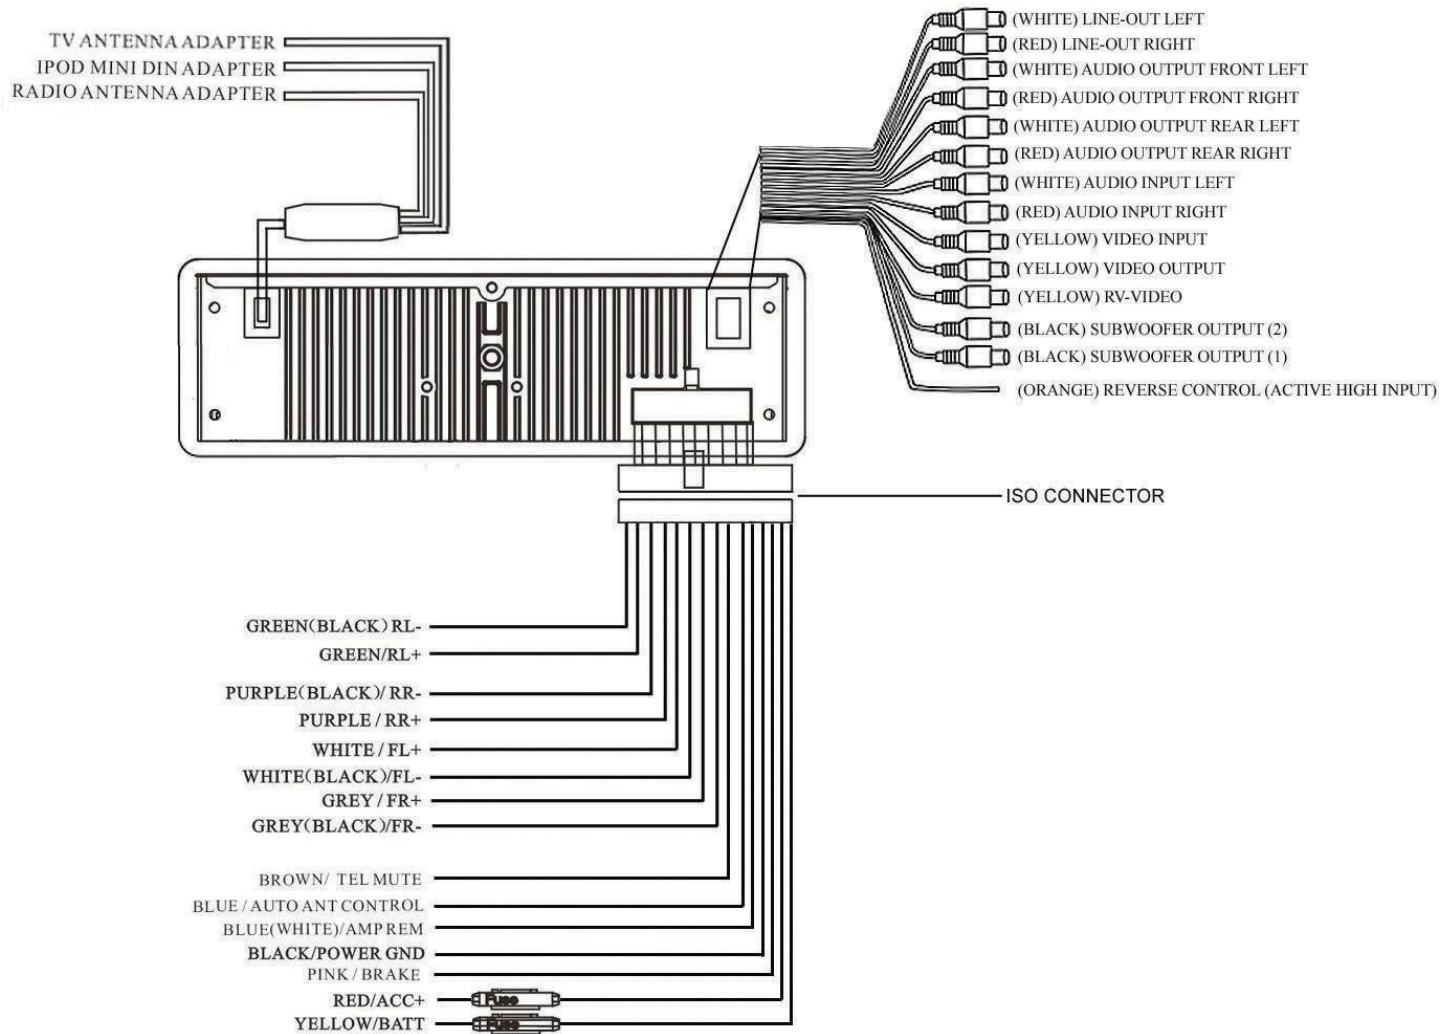 TV ANTENNA ADAPTER
IPOD MINI DIN ADAPTER
RADIO ANTENNA ADAPTER
(WHITE) LINE-OUT LEFT
(RED) LINE-OUT RIGHT
(WHITE) AUDIO OUTPUT FRONT LEFT
(RED) AUDIO OUTPUT FRONT RIGHT
(WHITE) AUDIO OUTPUT REAR LEFT
(RED) AUDIO OUTPUT REAR RIGHT
(WHITE) AUDIO INPUT LEFT
(RED) AUDIO INPUT RIGHT
(YELLOW) VIDEO INPUT
(YELLOW) VIDEO OUTPUT
(YELLOW) RV-VIDEO
(BLACK) SUBWOOFER OUTPUT (2)
(BLACK) SUBWOOFER OUTPUT (1)
(ORANGE) REVERSE CONTROL (ACTIVE HIGH INPUT)
ISO CONNECTOR
GREEN(BLACK) RL-
GREEN/RL+
PURPLE(BLACK)/ RR-
PURPLE / RR+
WHITE / FL+
WHITE(BLACK)/FL-
GREY / FR+
GREY(BLACK)/FR-
BROWN/ TEL MUTE
BLUE / AUTO ANT CONTROL
BLUE(WHITE)/AMP REM
BLACK/POWER GND
PINK / BRAKE
RED/ACC+
Fuse
YELLOW/BATT
Fuse